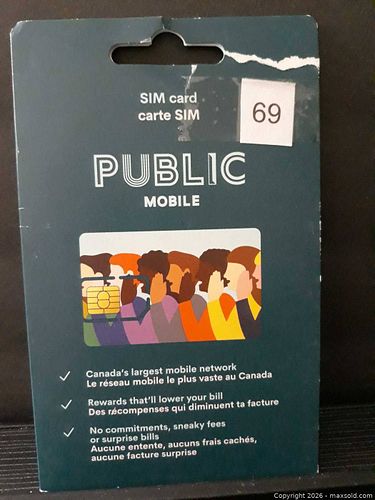 SIM card
carte SIM
69
PUBLIC
MOBILE
Canada's largest mobile network
Le réseau mobile le plus vaste au Canada
Rewards that'll lower your bill
Des récompenses qui diminuent ta facture
No commitments, sneaky fees
or surprise bills
Aucune entente, aucuns frais cachés,
aucune facture surprise
Copyright 2026 - maxsold.com